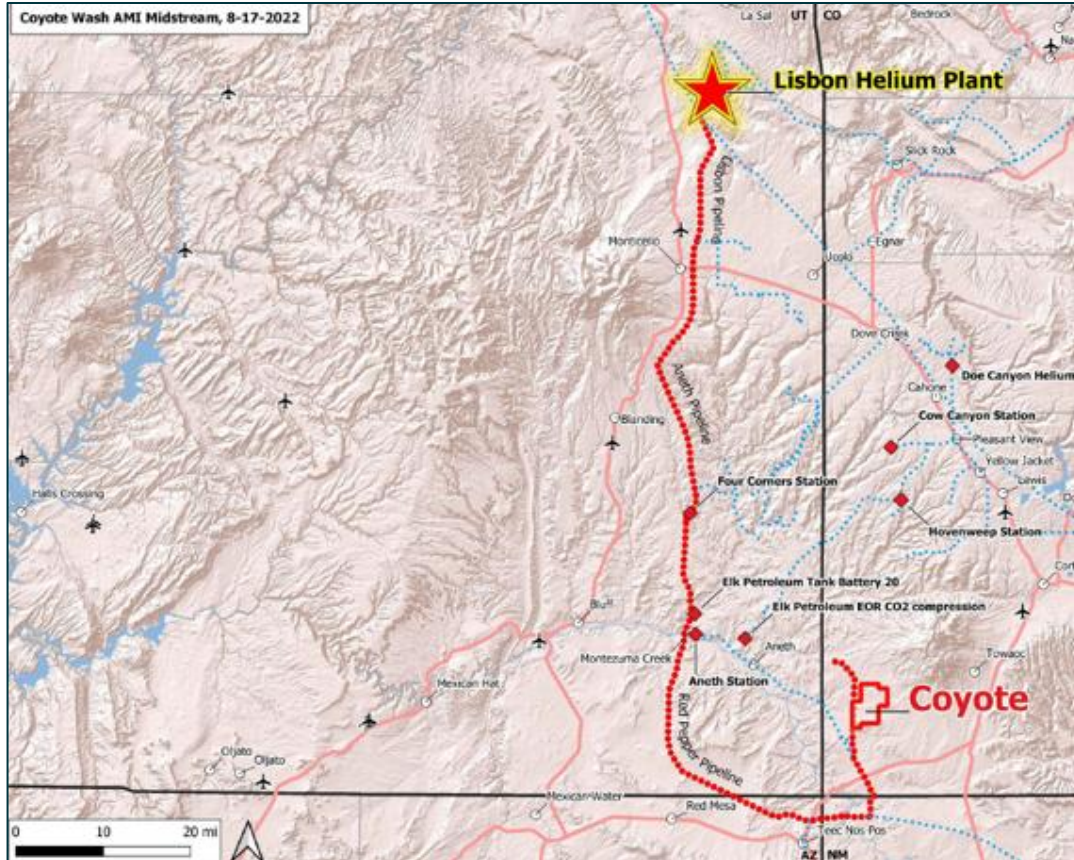 Coyote Wash AMI Midstream, 8-17-2022
La Sal
UT
CO
Bedrock
Lisbon Helium Plant
Slick Rock
Lisbon Pipeline
Monticello
Egnar
Ucolo
Dove Creek
Doe Canyon Helium
Cahone
Aneth Pipeline
Cow Canyon Station
Blanding
Pleasant View
Yellow Jacket
Lewis
Halls Crossing
Four Corners Station
Hovenweep Station
Elk Petroleum Tank Battery 20
Elk Petroleum EOR CO2 compression
Bluff
Aneth
Montezuma Creek
Towaoc
Aneth Station
Mexican Hat
Coyote
Red Pepper Pipeline
Oljato
Oljato
Mexican Water
Red Mesa
0 10 20 mi
Teec Nos Pos
AZ
NM